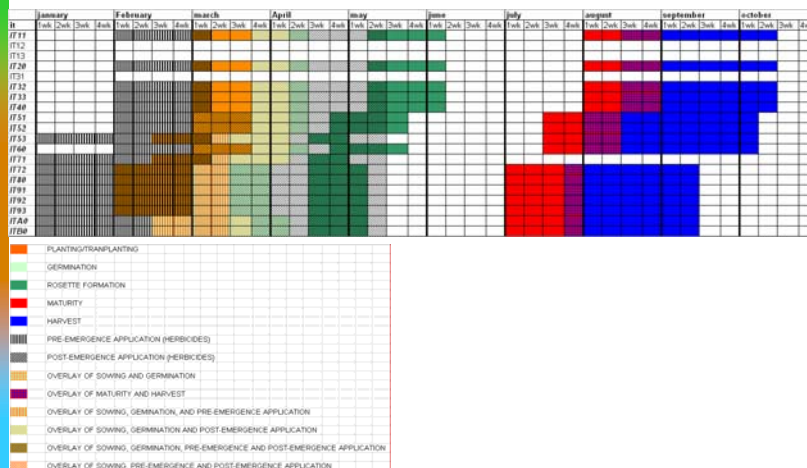 january February march April may june july august september october
it 1wk 2wk 3wk 4wk 1wk 2wk 3wk 4wk 1wk 2wk 3wk 4wk 1wk 2wk 3wk 4wk 1wk 2wk 3wk 4wk 1wk 2wk 3wk 4wk 1wk 2wk 3wk 4wk 1wk 2wk 3wk 4wk 1wk 2wk 3wk 4wk 1wk 2wk 3wk
IT11
IT12
IT13
IT20
IT31
IT32
IT33
IT40
IT51
IT52
IT53
IT60
IT71
IT72
IT80
IT91
IT92
IT93
ITA0
ITB0
PLANTING/TRANPLANTING
GERMINATION
ROSETTE FORMATION
MATURITY
HARVEST
PRE-EMERGENCE APPLICATION (HERBICIDES)
POST-EMERGENCE APPLICATION (HERBICIDES)
OVERLAY OF SOWING AND GERMINATION
OVERLAY OF MATURITY AND HARVEST
OVERLAY OF SOWING, GEMINATION, AND PRE-EMERGENCE APPLICATION
OVERLAY OF SOWING, GERMINATION AND POST-EMERGENCE APPLICATION
OVERLAY OF SOWING, GERMINATION, PRE-EMERGENCE AND POST-EMERGENCE APPLICATION
OVERLAY OF SOWING, PRE-EMERGENCE AND POST-EMERGENCE APPLICATION